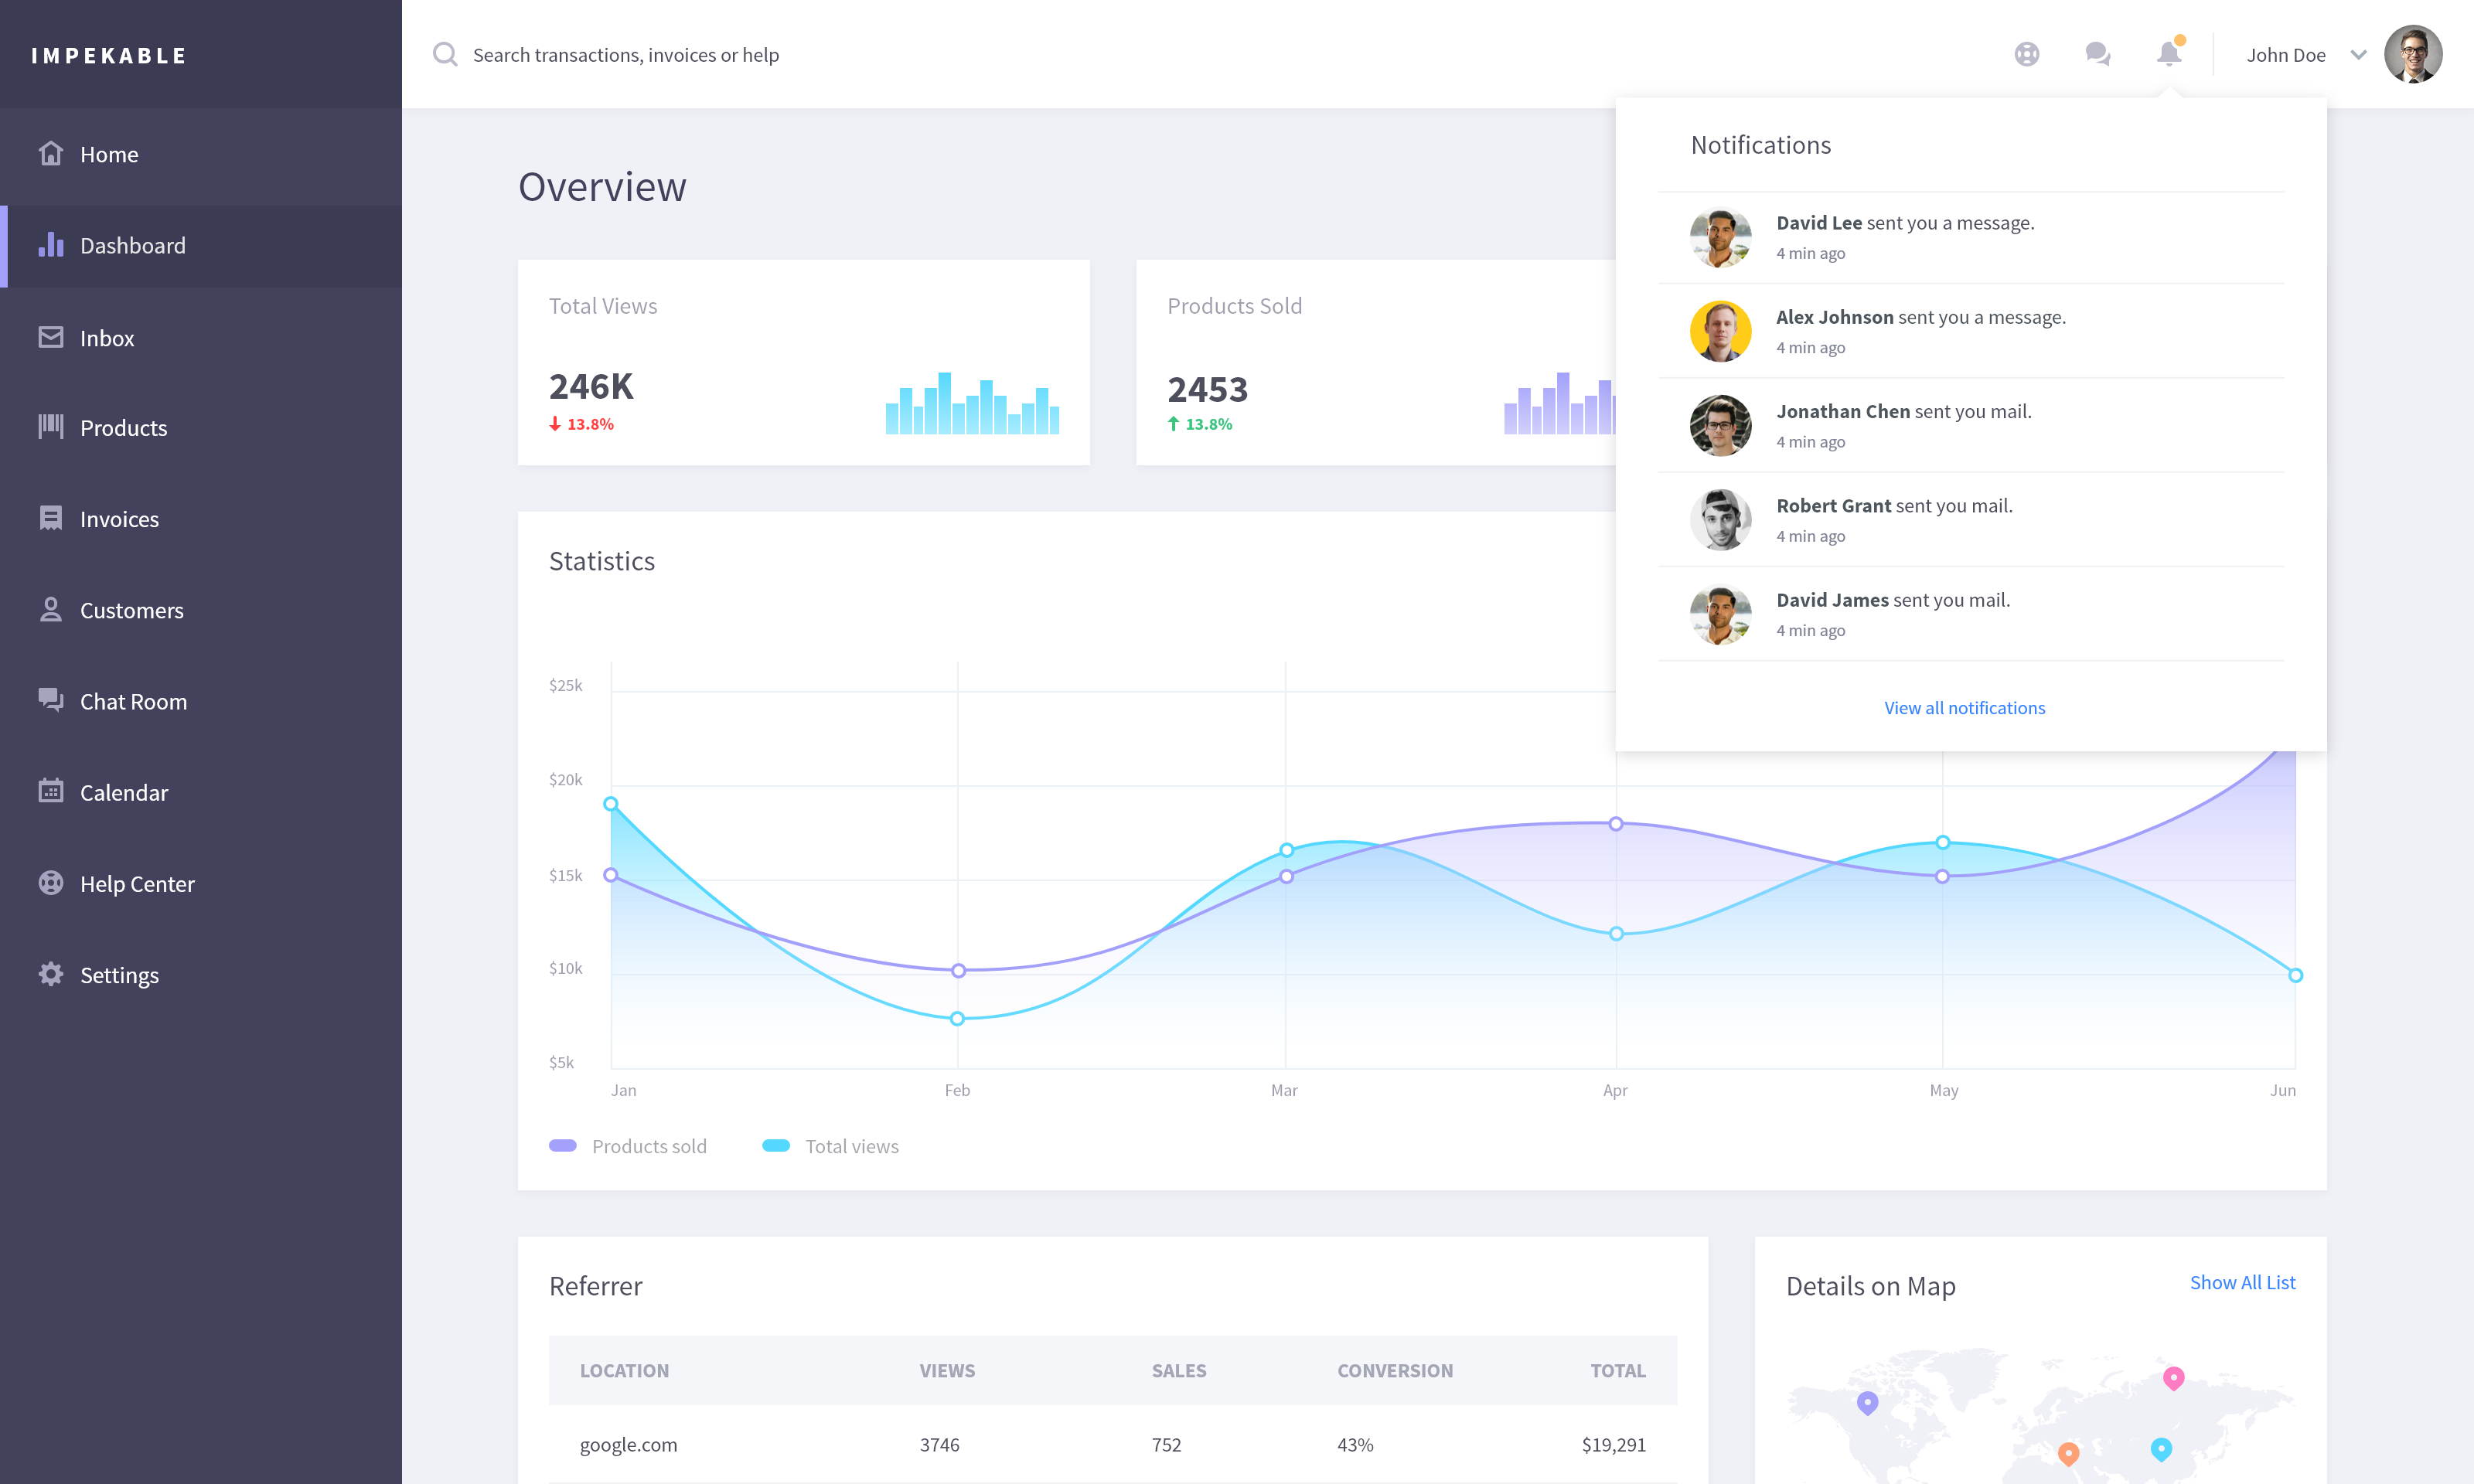 IMPEKABLE
Search transactions, invoices or help
John Doe
Home
Dashboard
Inbox
Products
Invoices
Customers
Chat Room
Calendar
Help Center
Settings
Overview
Total Views
246K
13.8%
Products Sold
2453
13.8%
Notifications
David Lee sent you a message.
4 min ago
Alex Johnson sent you a message.
4 min ago
Jonathan Chen sent you mail.
4 min ago
Robert Grant sent you mail.
4 min ago
David James sent you mail.
4 min ago
View all notifications
Statistics
$25k
$20k
$15k
$10k
$5k
Jan Feb Mar Apr May Jun
Products sold Total views
Referrer
LOCATION VIEWS SALES CONVERSION TOTAL
google.com 3746 752 43% $19,291
Details on Map
Show All List